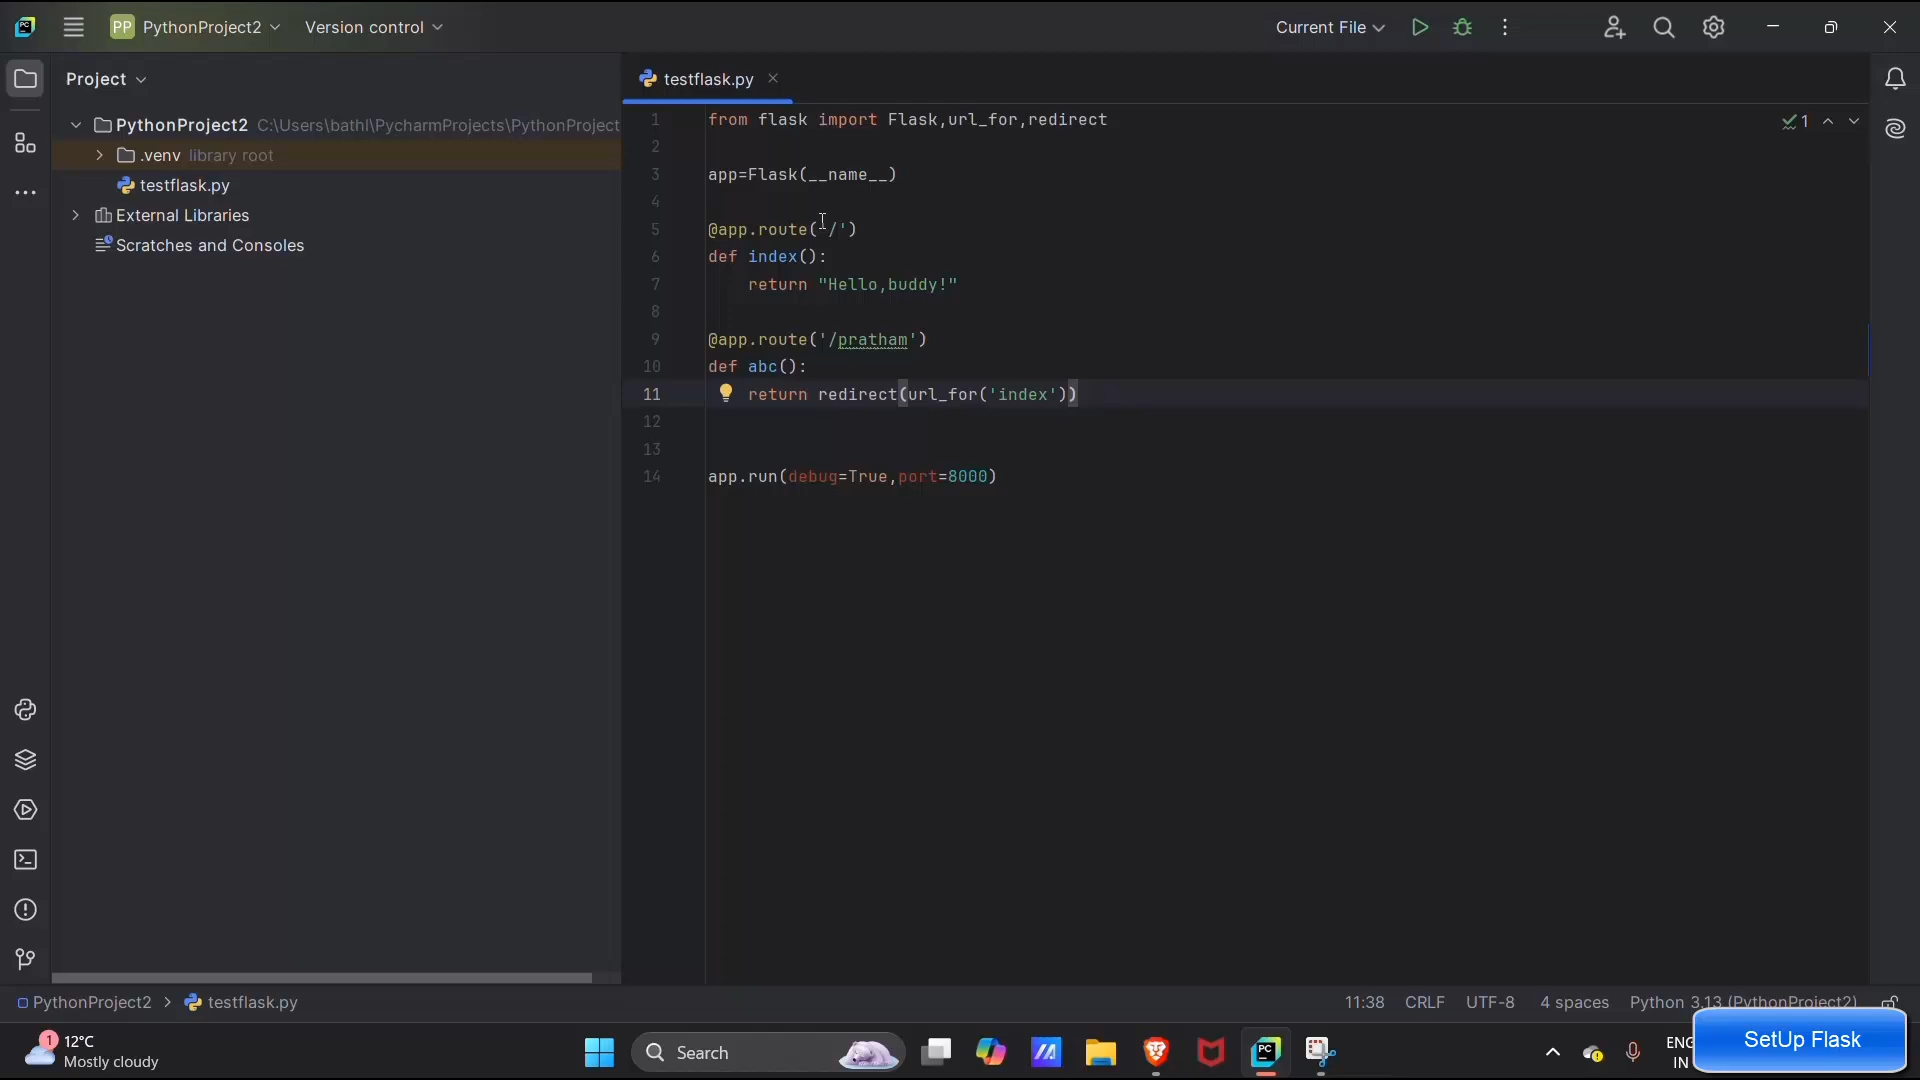 PP PythonProject2 Version control Current File
Project
testflask.py
PythonProject2 C:\Users\bathl\PycharmProjects\PythonProject
.venv library root
testflask.py
External Libraries
Scratches and Consoles
1 from flask import Flask,url_for,redirect
2
3 app=Flask(__name__)
4
5 @app.route('/')
6 def index():
7 return "Hello,buddy!"
8
9 @app.route('/pratham')
10 def abc():
11 return redirect(url_for('index'))
12
13
14 app.run(debug=True,port=8000)
1
PythonProject2 > testflask.py
11:38 CRLF UTF-8 4 spaces Python 3.13 (PythonProject2)
1 12°C
Mostly cloudy
Search
ENG
IN
SetUp Flask